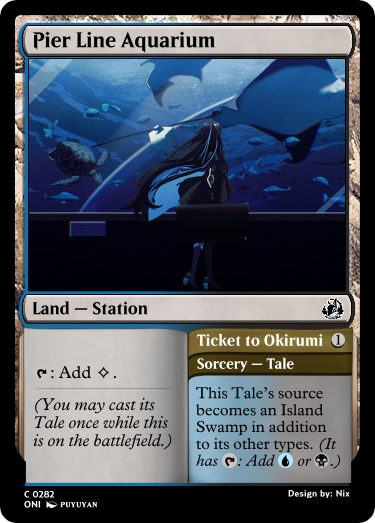 Pier Line Aquarium
Land — Station
: Add .
(You may cast its
Tale once while this
is on the battlefield.)
Ticket to Okirumi 1
Sorcery — Tale
This Tale's source
becomes an Island
Swamp in addition
to its other types. (It
has : Add or .)
C 0282
ONI PUYUYAN
Design by: Nix